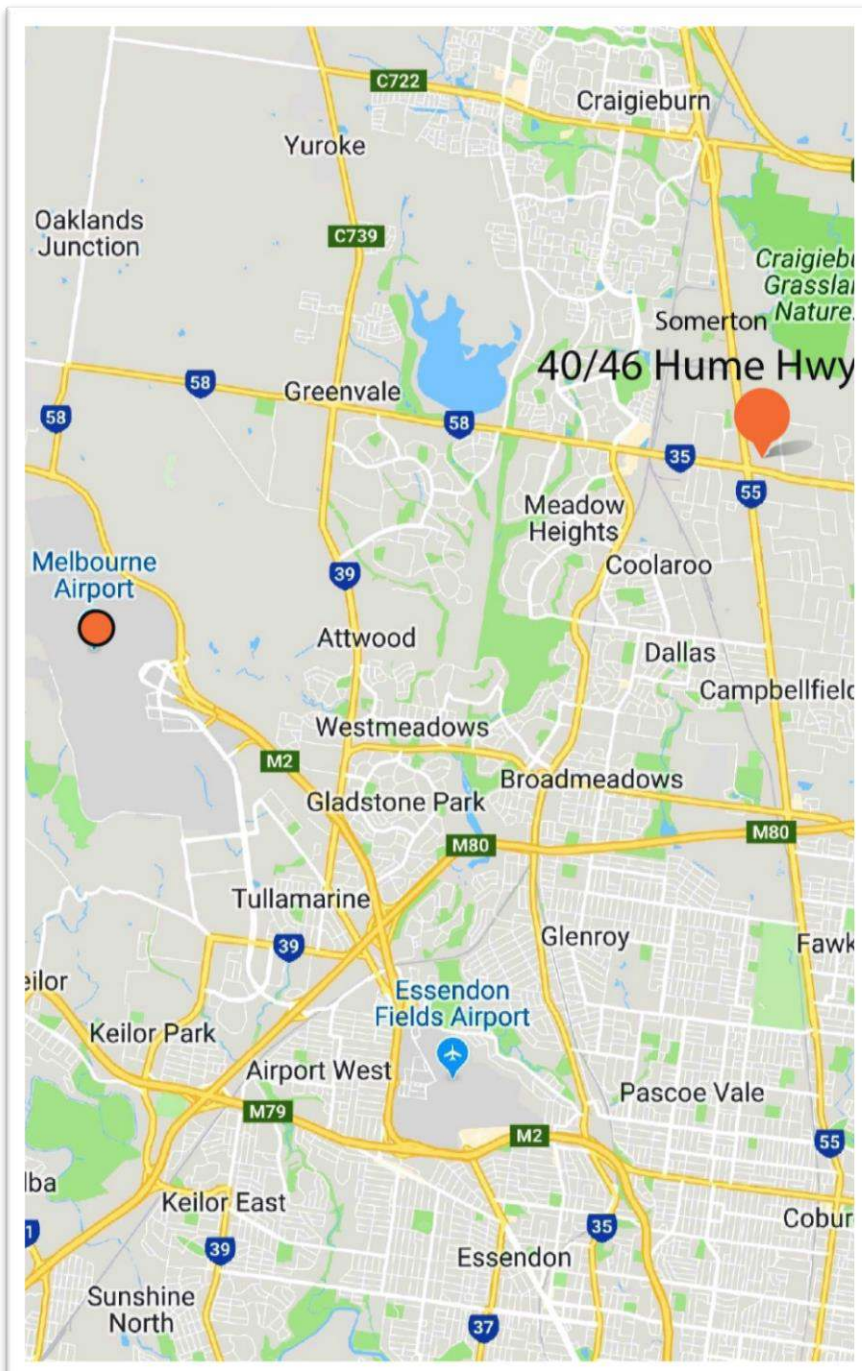 C722
Craigieburn
Yuroke
Oaklands
Junction
C739
Craigiebu
Grasslan
Nature
Somerton
40/46 Hume Hwy
58
Greenvale
58
58
35
55
Meadow
Heights
Melbourne
Airport
39
Coolaroo
Attwood
Dallas
Campbellfield
Westmeadows
M2
Broadmeadows
Gladstone Park
M80
M80
Tullamarine
39
Glenroy
Fawk
eilor
Essendon
Fields Airport
Keilor Park
Airport West
Pascoe Vale
M79
M2
55
lba
Keilor East
Cobur
1
39
35
Essendon
Sunshine
North
37